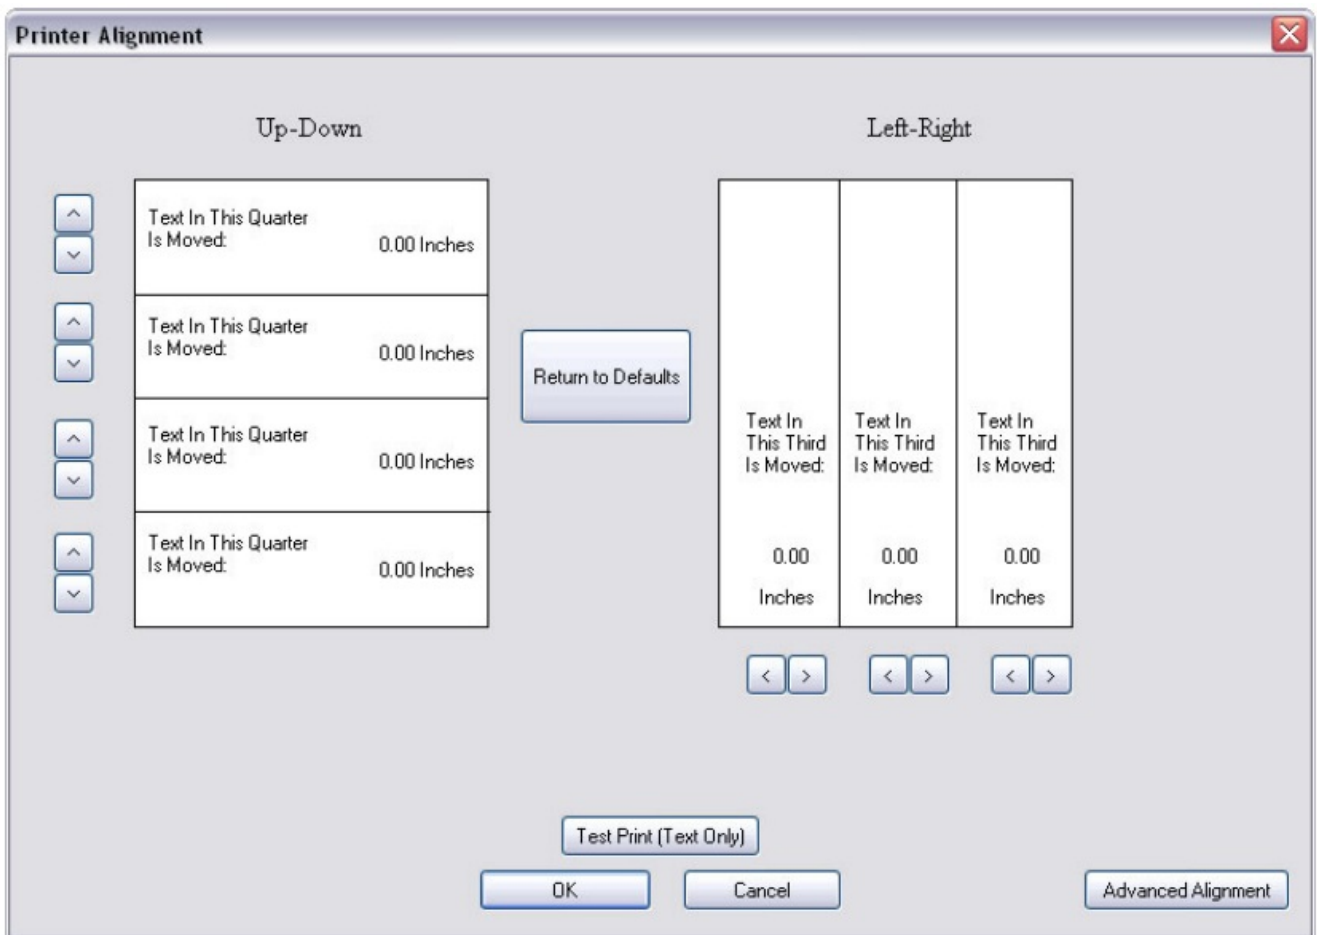 Printer Alignment
Up-Down
Left-Right
Text In This Quarter
Is Moved:
0.00 Inches
Text In This Quarter
Is Moved:
0.00 Inches
Text In This Quarter
Is Moved:
0.00 Inches
Text In This Quarter
Is Moved:
0.00 Inches
Return to Defaults
Text In
This Third
Is Moved:
0.00
Inches
Text In
This Third
Is Moved:
0.00
Inches
Text In
This Third
Is Moved:
0.00
Inches
Test Print (Text Only)
OK
Cancel
Advanced Alignment